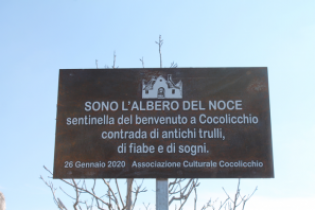 SONO L'ALBERO DEL NOCE
sentinella del benvenuto a Cocolicchio
contrada di antichi trulli,
di fiabe e di sogni.
26 Gennaio 2020 Associazione Culturale Cocolicchio